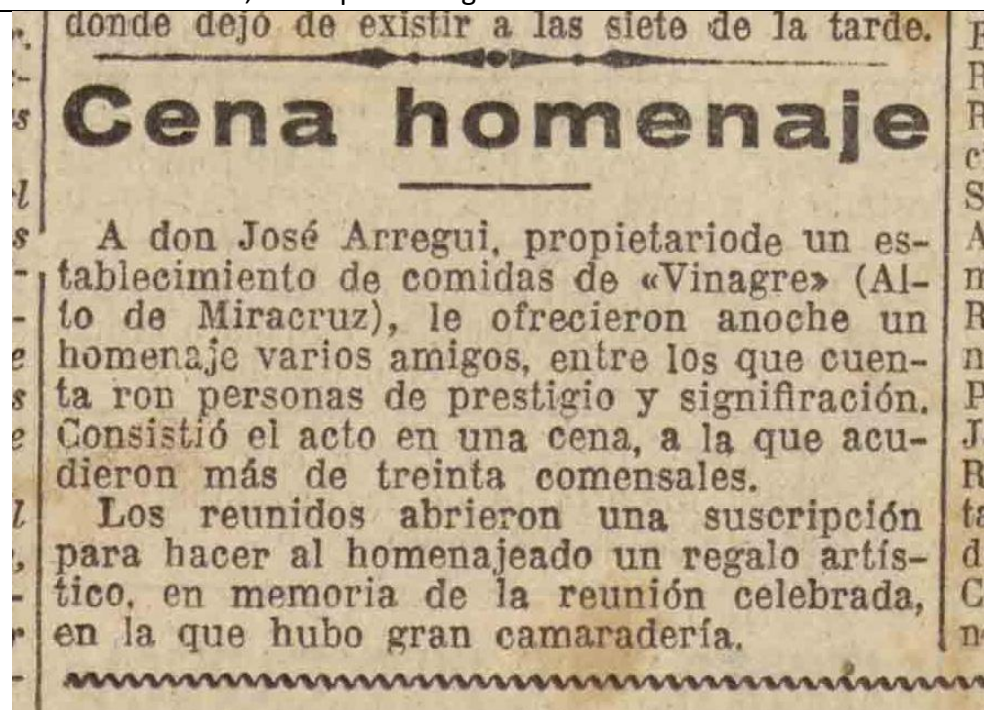 donde dejó de existir a las siete de la tarde.
Cena homenaje
A don José Arregui, propietariode un es-
tablecimiento de comidas de «Vinagre» (Al-
to de Miracruz), le ofrecieron anoche un
homenaje varios amigos, entre los que cuen-
ta ron personas de prestigio y signifiración.
Consistió el acto en una cena, a la que acu-
dieron más de treinta comensales.
Los reunidos abrieron una suscripción
para hacer al homenajeado un regalo artís-
tico, en memoria de la reunión celebrada,
en la que hubo gran camaradería.